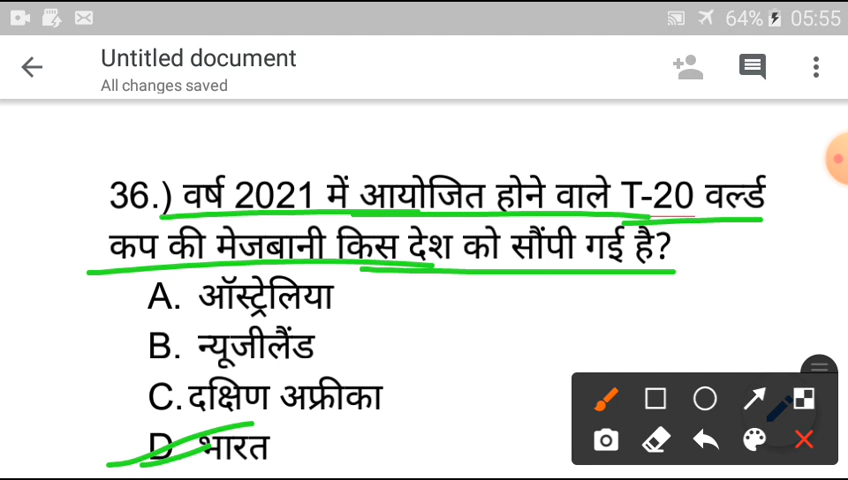 64% 05:55
Untitled document
All changes saved
36.) वर्ष 2021 में आयोजित होने वाले T-20 वर्ल्ड
कप की मेजबानी किस देश को सौंपी गई है?
A. ऑस्ट्रेलिया
B. न्यूजीलैंड
C. दक्षिण अफ्रीका
D भारत